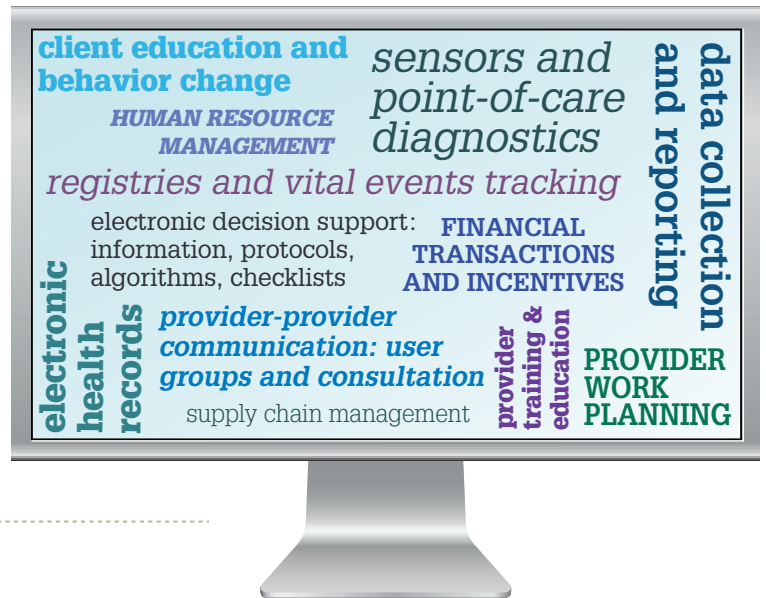 client education and
behavior change
HUMAN RESOURCE
MANAGEMENT
sensors and
point-of-care
diagnostics
data collection
and reporting
registries and vital events tracking
electronic decision support:
information, protocols,
algorithms, checklists
FINANCIAL
TRANSACTIONS
AND INCENTIVES
electronic
health
records
provider-provider
communication: user
groups and consultation
supply chain management
provider
training &
education
PROVIDER
WORK
PLANNING